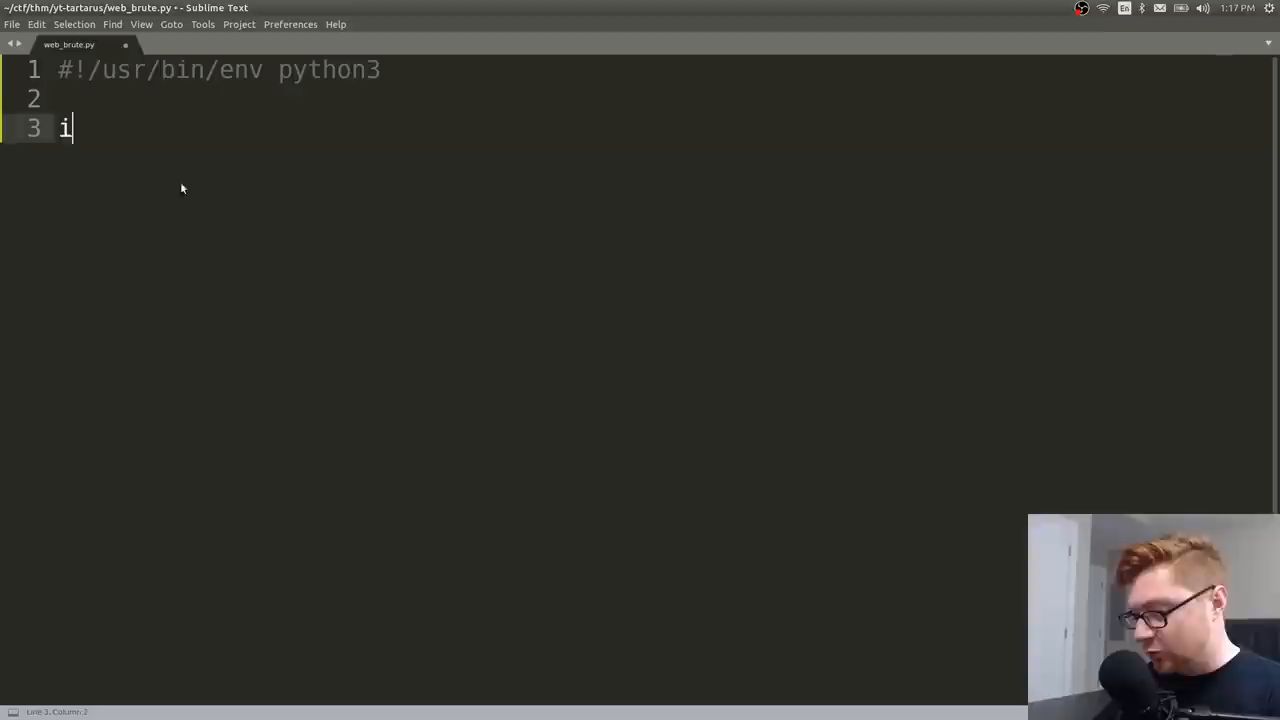 ~/ctf/thm/yt-tartarus/web_brute.py • - Sublime Text
En
1:17 PM
File Edit Selection Find View Goto Tools Project Preferences Help
web_brute.py
1 #!/usr/bin/env python3
2
3 i
Line 3, Column 2